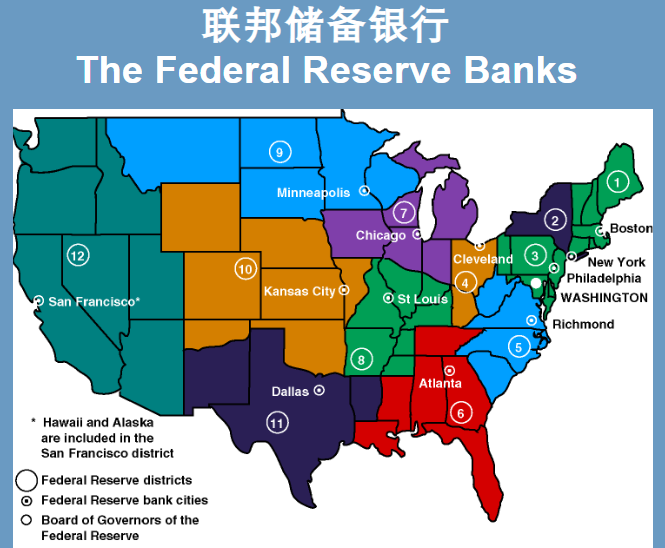 联邦储备银行
The Federal Reserve Banks
9
Minneapolis
1
7
2
Chicago
Boston
12
Cleveland
3
New York
10
Philadelphia
4
Kansas City
St Louis
WASHINGTON
San Francisco*
Richmond
8
5
Dallas
Atlanta
11
6
* Hawaii and Alaska
are included in the
San Francisco district
Federal Reserve districts
Federal Reserve bank cities
Board of Governors of the
Federal Reserve